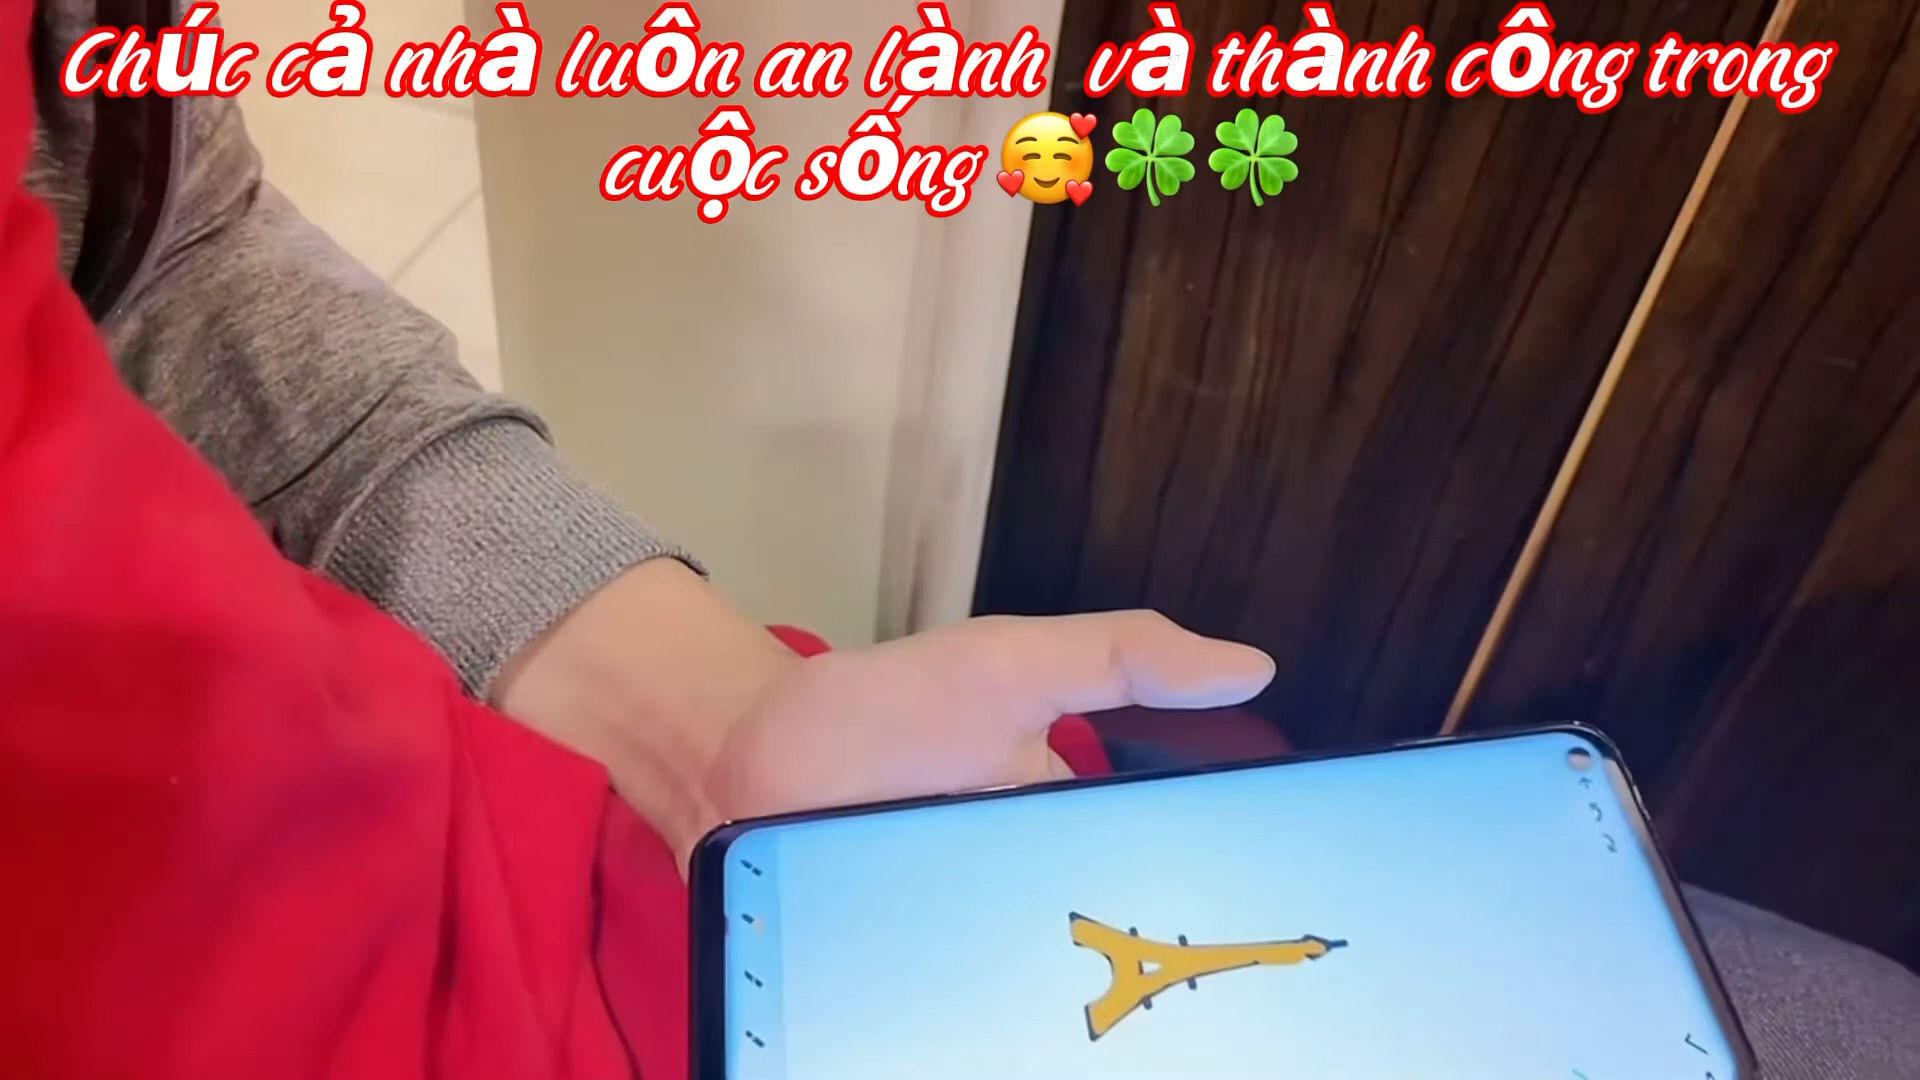 Chúc cả nhà luôn an lành và thành công trong
cuộc sống 🥰🍀🍀